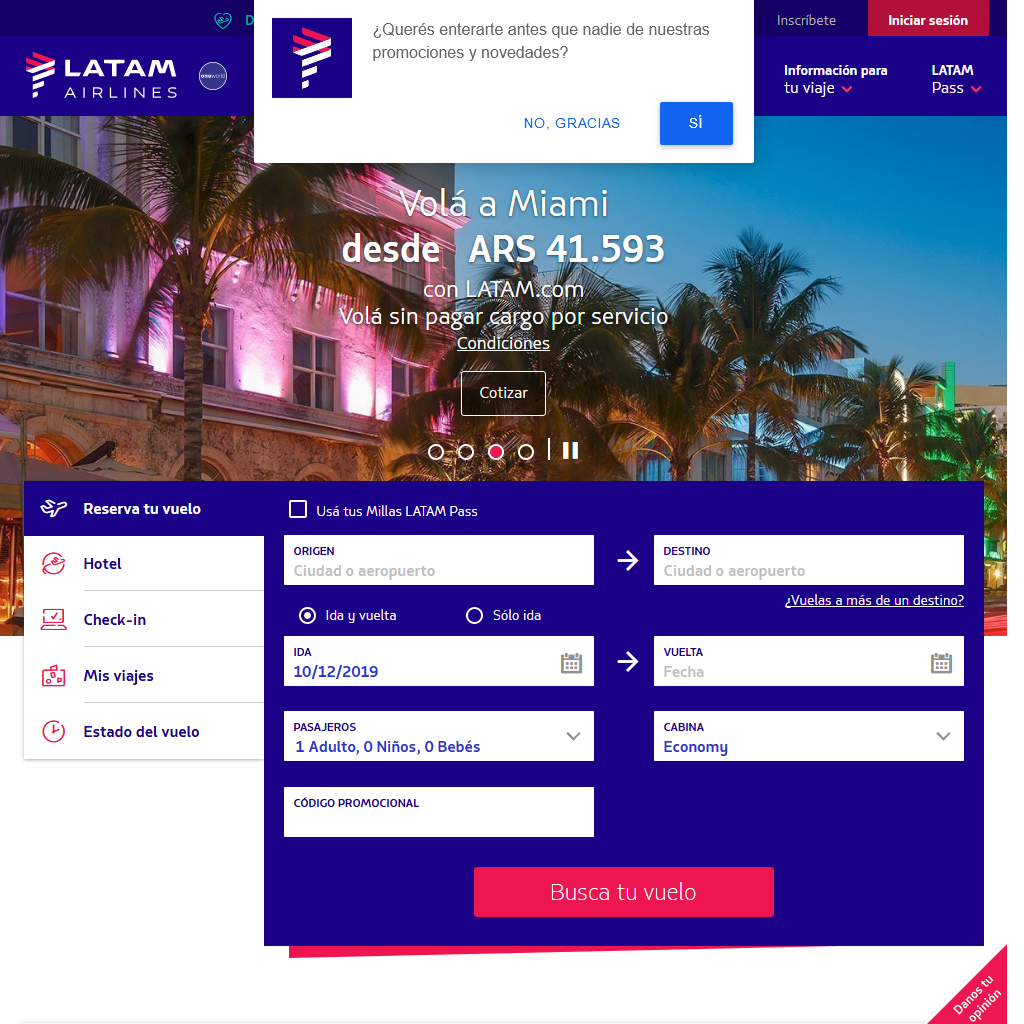 D
¿Querés enterarte antes que nadie de nuestras
promociones y novedades?
NO, GRACIAS
SÍ
Inscríbete
Iniciar sesión
LATAM
AIRLINES
oneworld
Información para
tu viaje
LATAM
Pass
Volá a Miami
desde ARS 41.593
con LATAM.com
Volá sin pagar cargo por servicio
Condiciones
Cotizar
Reserva tu vuelo
Hotel
Check-in
Mis viajes
Estado del vuelo
Usá tus Millas LATAM Pass
ORIGEN
Ciudad o aeropuerto
DESTINO
Ciudad o aeropuerto
¿Vuelas a más de un destino?
Ida y vuelta
Sólo ida
IDA
10/12/2019
VUELTA
Fecha
PASAJEROS
1 Adulto, 0 Niños, 0 Bebés
CABINA
Economy
CÓDIGO PROMOCIONAL
Busca tu vuelo
Danos tu
opinión